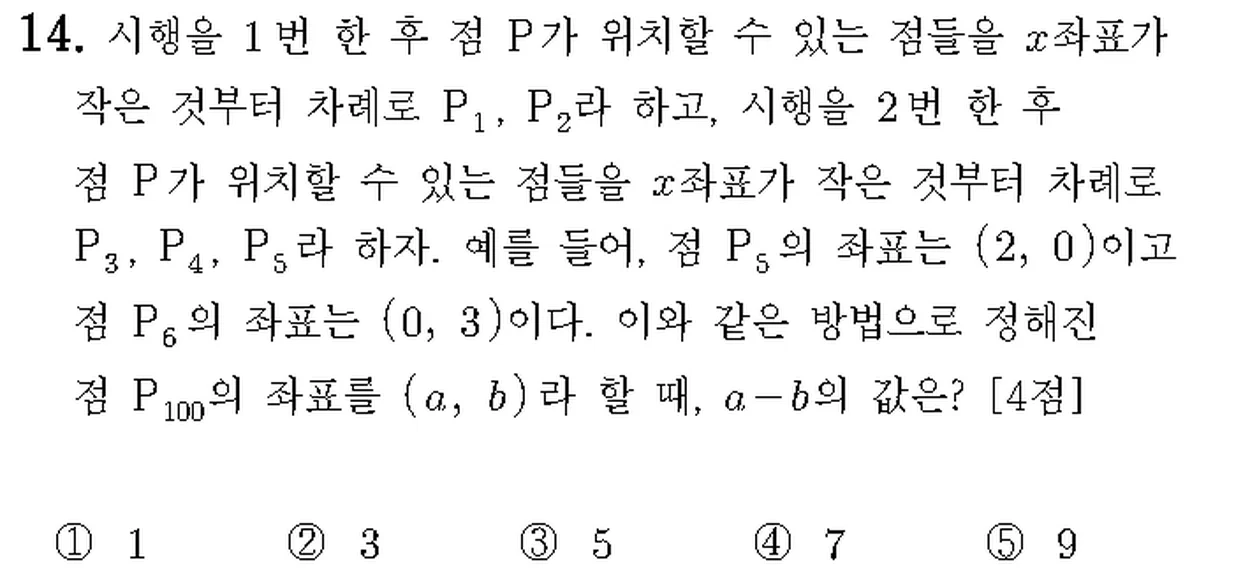 14. 시행을 1번 한 후 점 P가 위치할 수 있는 점들을 x좌표가
작은 것부터 차례로 P₁, P₂라 하고, 시행을 2번 한 후
점 P가 위치할 수 있는 점들을 x좌표가 작은 것부터 차례로
P₃, P₄, P₅라 하자. 예를 들어, 점 P₅의 좌표는 (2, 0)이고
점 P₆의 좌표는 (0, 3)이다. 이와 같은 방법으로 정해진
점 P₁₀₀의 좌표를 (a, b)라 할 때, a-b의 값은? [4점]
① 1 ② 3 ③ 5 ④ 7 ⑤ 9